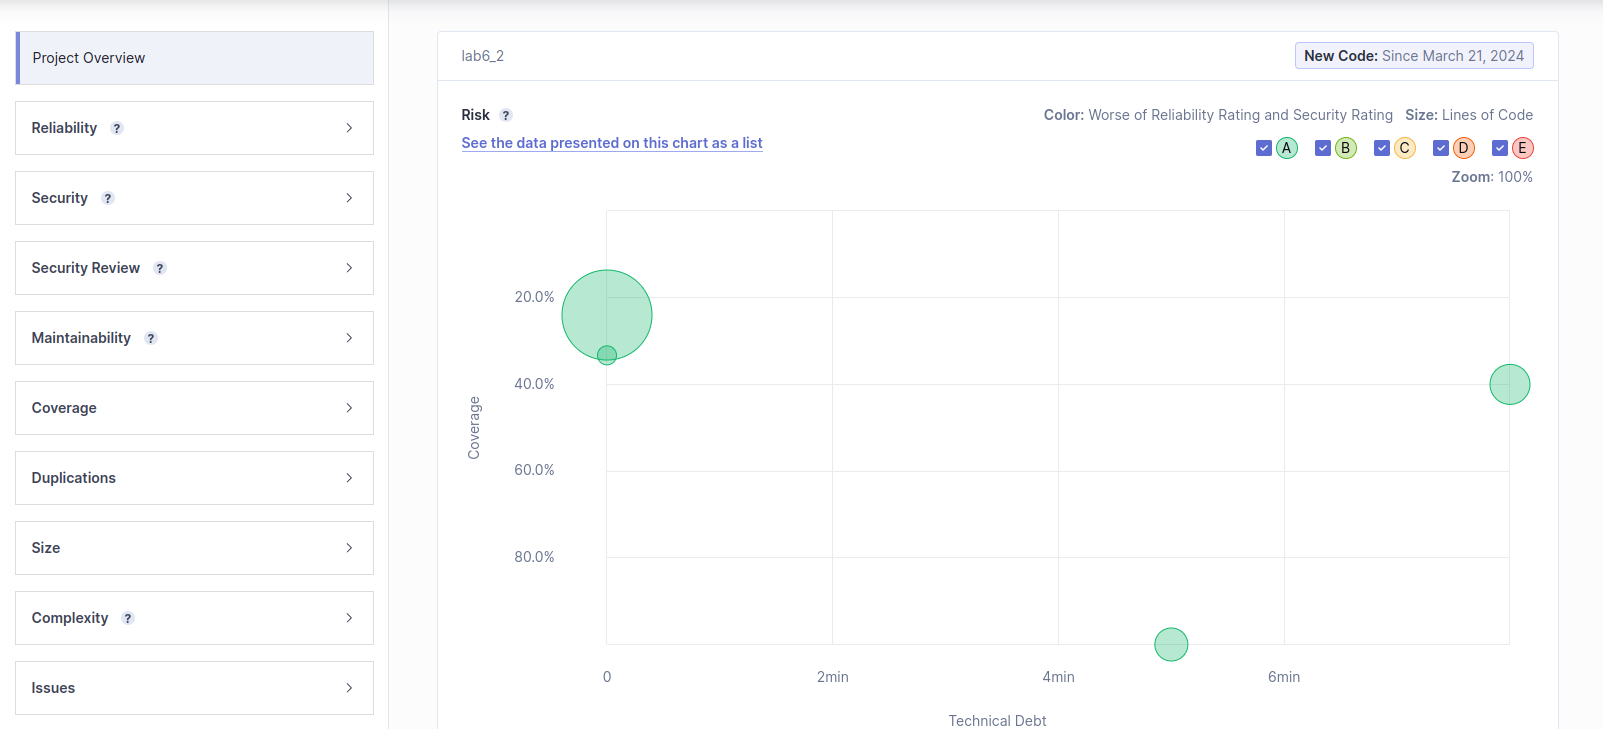 Project Overview
Reliability ?
Security ?
Security Review ?
Maintainability ?
Coverage
Duplications
Size
Complexity ?
Issues
lab6_2
New Code: Since March 21, 2024
Risk ?
Color: Worse of Reliability Rating and Security Rating Size: Lines of Code
See the data presented on this chart as a list
A B C D E
Zoom: 100%
20.0%
40.0%
60.0%
80.0%
Coverage
0 2min 4min 6min
Technical Debt